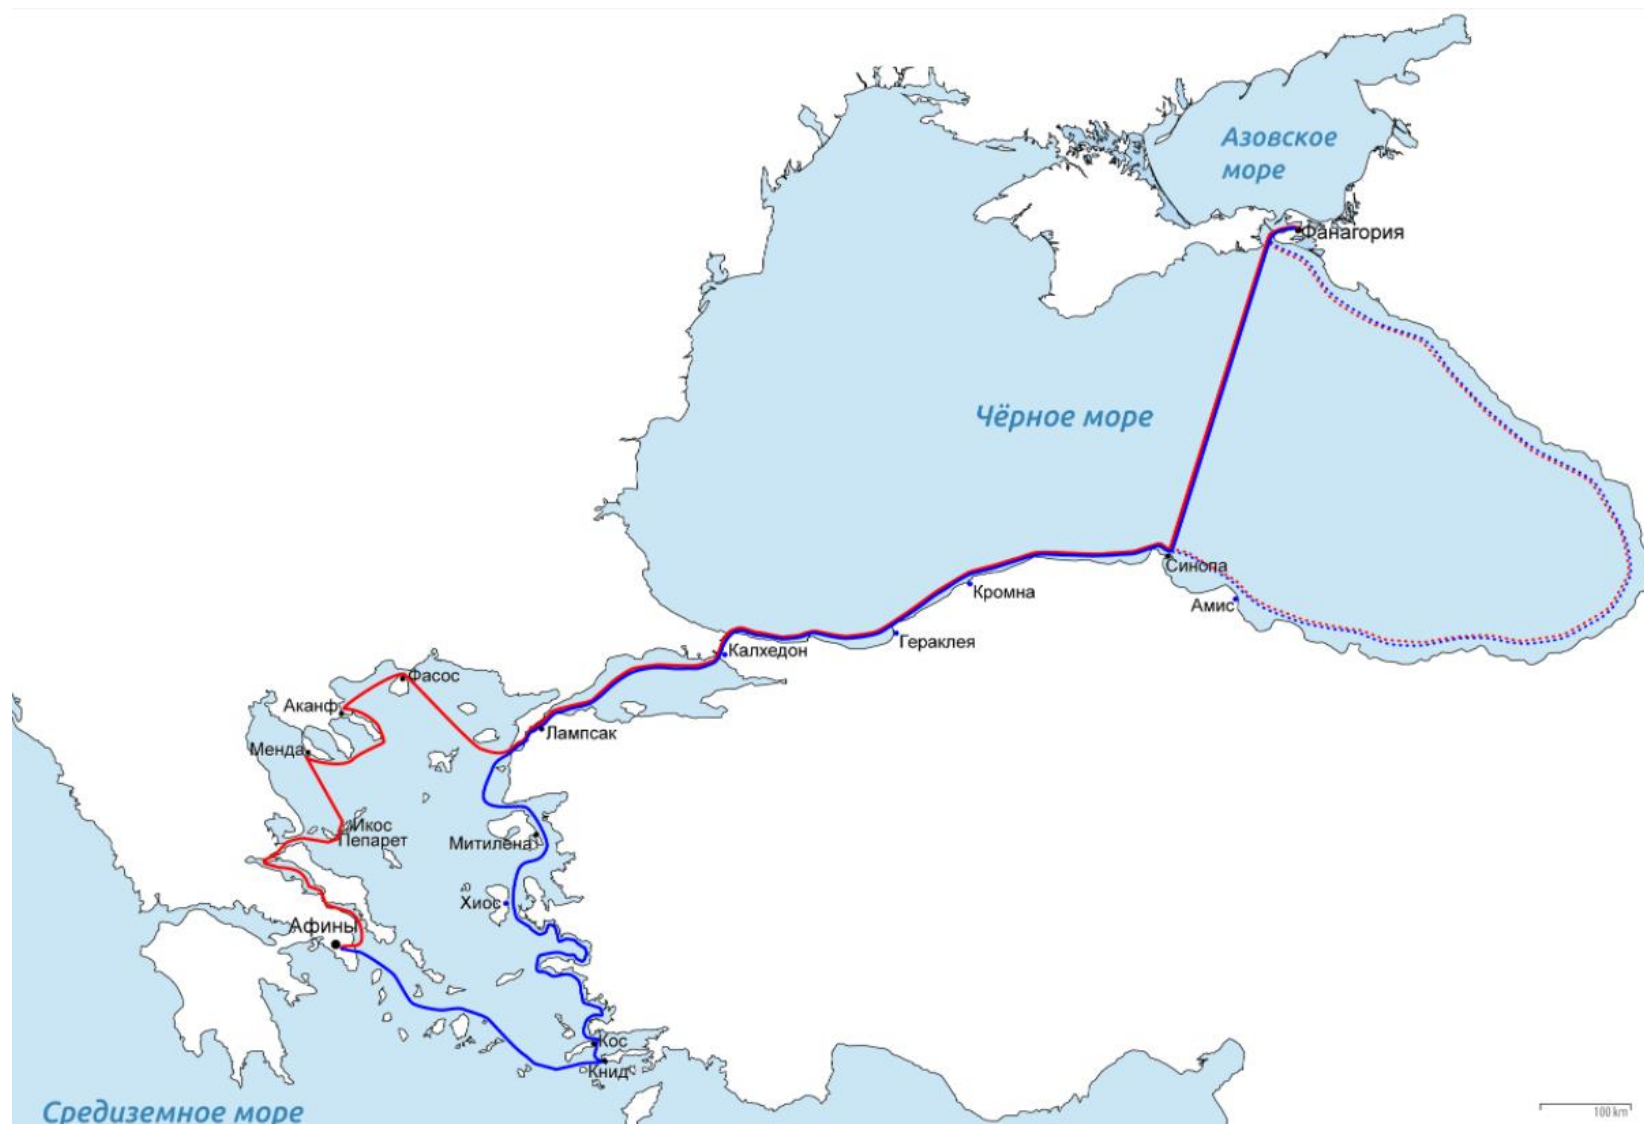 Азовское
море
Фанагория
Чёрное море
Синопа
Кромна
Амис
Гераклея
Калхедон
Фасос
Аканф
Лампсак
Менда
Икос
Пепарет
Митилена
Хиос
Афины
Кос
Книд
Средиземное море
100 km